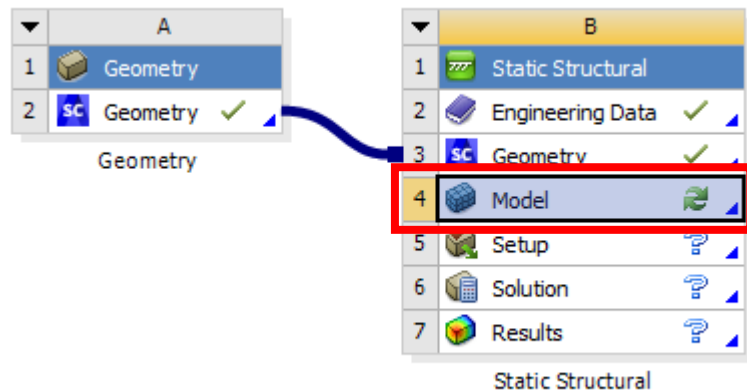 A
1 Geometry
2 SC Geometry
Geometry
B
1 Static Structural
2 Engineering Data
3 SC Geometry
4 Model
5 Setup ?
6 Solution ?
7 Results ?
Static Structural